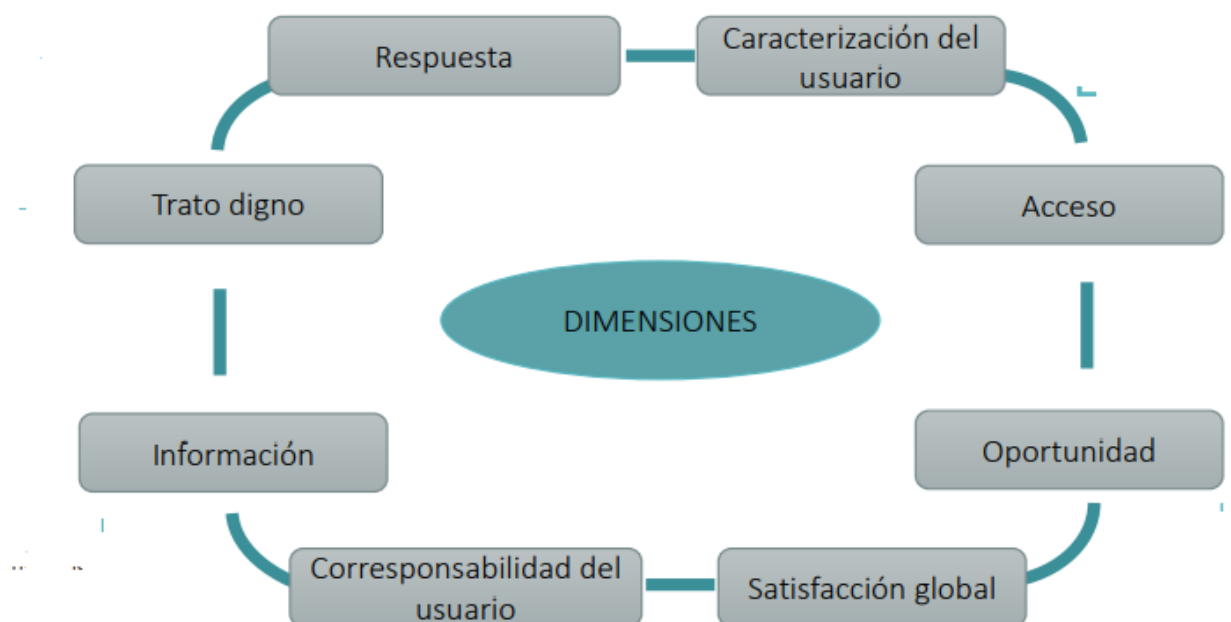 Respuesta
Caracterización del
usuario
Trato digno
Acceso
DIMENSIONES
Información
Oportunidad
Corresponsabilidad del
usuario
Satisfacción global